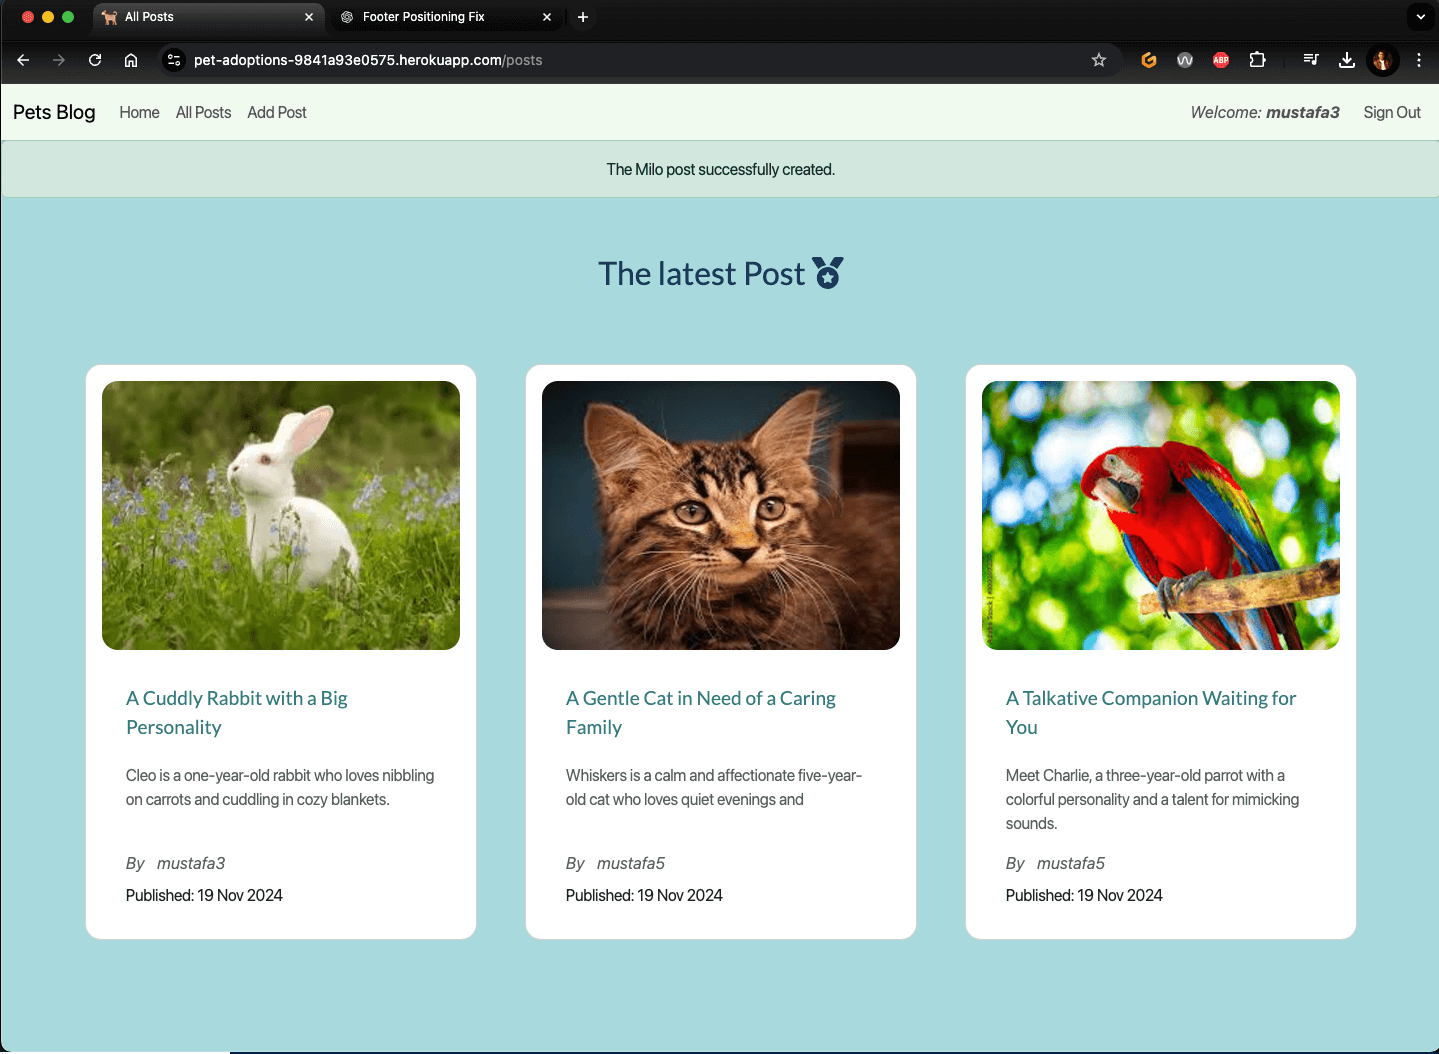 All Posts
Footer Positioning Fix
pet-adoptions-9841a93e0575.herokuapp.com/posts
ABP
Pets Blog Home All Posts Add Post Welcome: mustafa3 Sign Out
The Milo post successfully created.
The latest Post
A Cuddly Rabbit with a Big
Personality
Cleo is a one-year-old rabbit who loves nibbling
on carrots and cuddling in cozy blankets.
By mustafa3
Published: 19 Nov 2024
A Gentle Cat in Need of a Caring
Family
Whiskers is a calm and affectionate five-year-
old cat who loves quiet evenings and
By mustafa5
Published: 19 Nov 2024
A Talkative Companion Waiting for
You
Meet Charlie, a three-year-old parrot with a
colorful personality and a talent for mimicking
sounds.
By mustafa5
Published: 19 Nov 2024